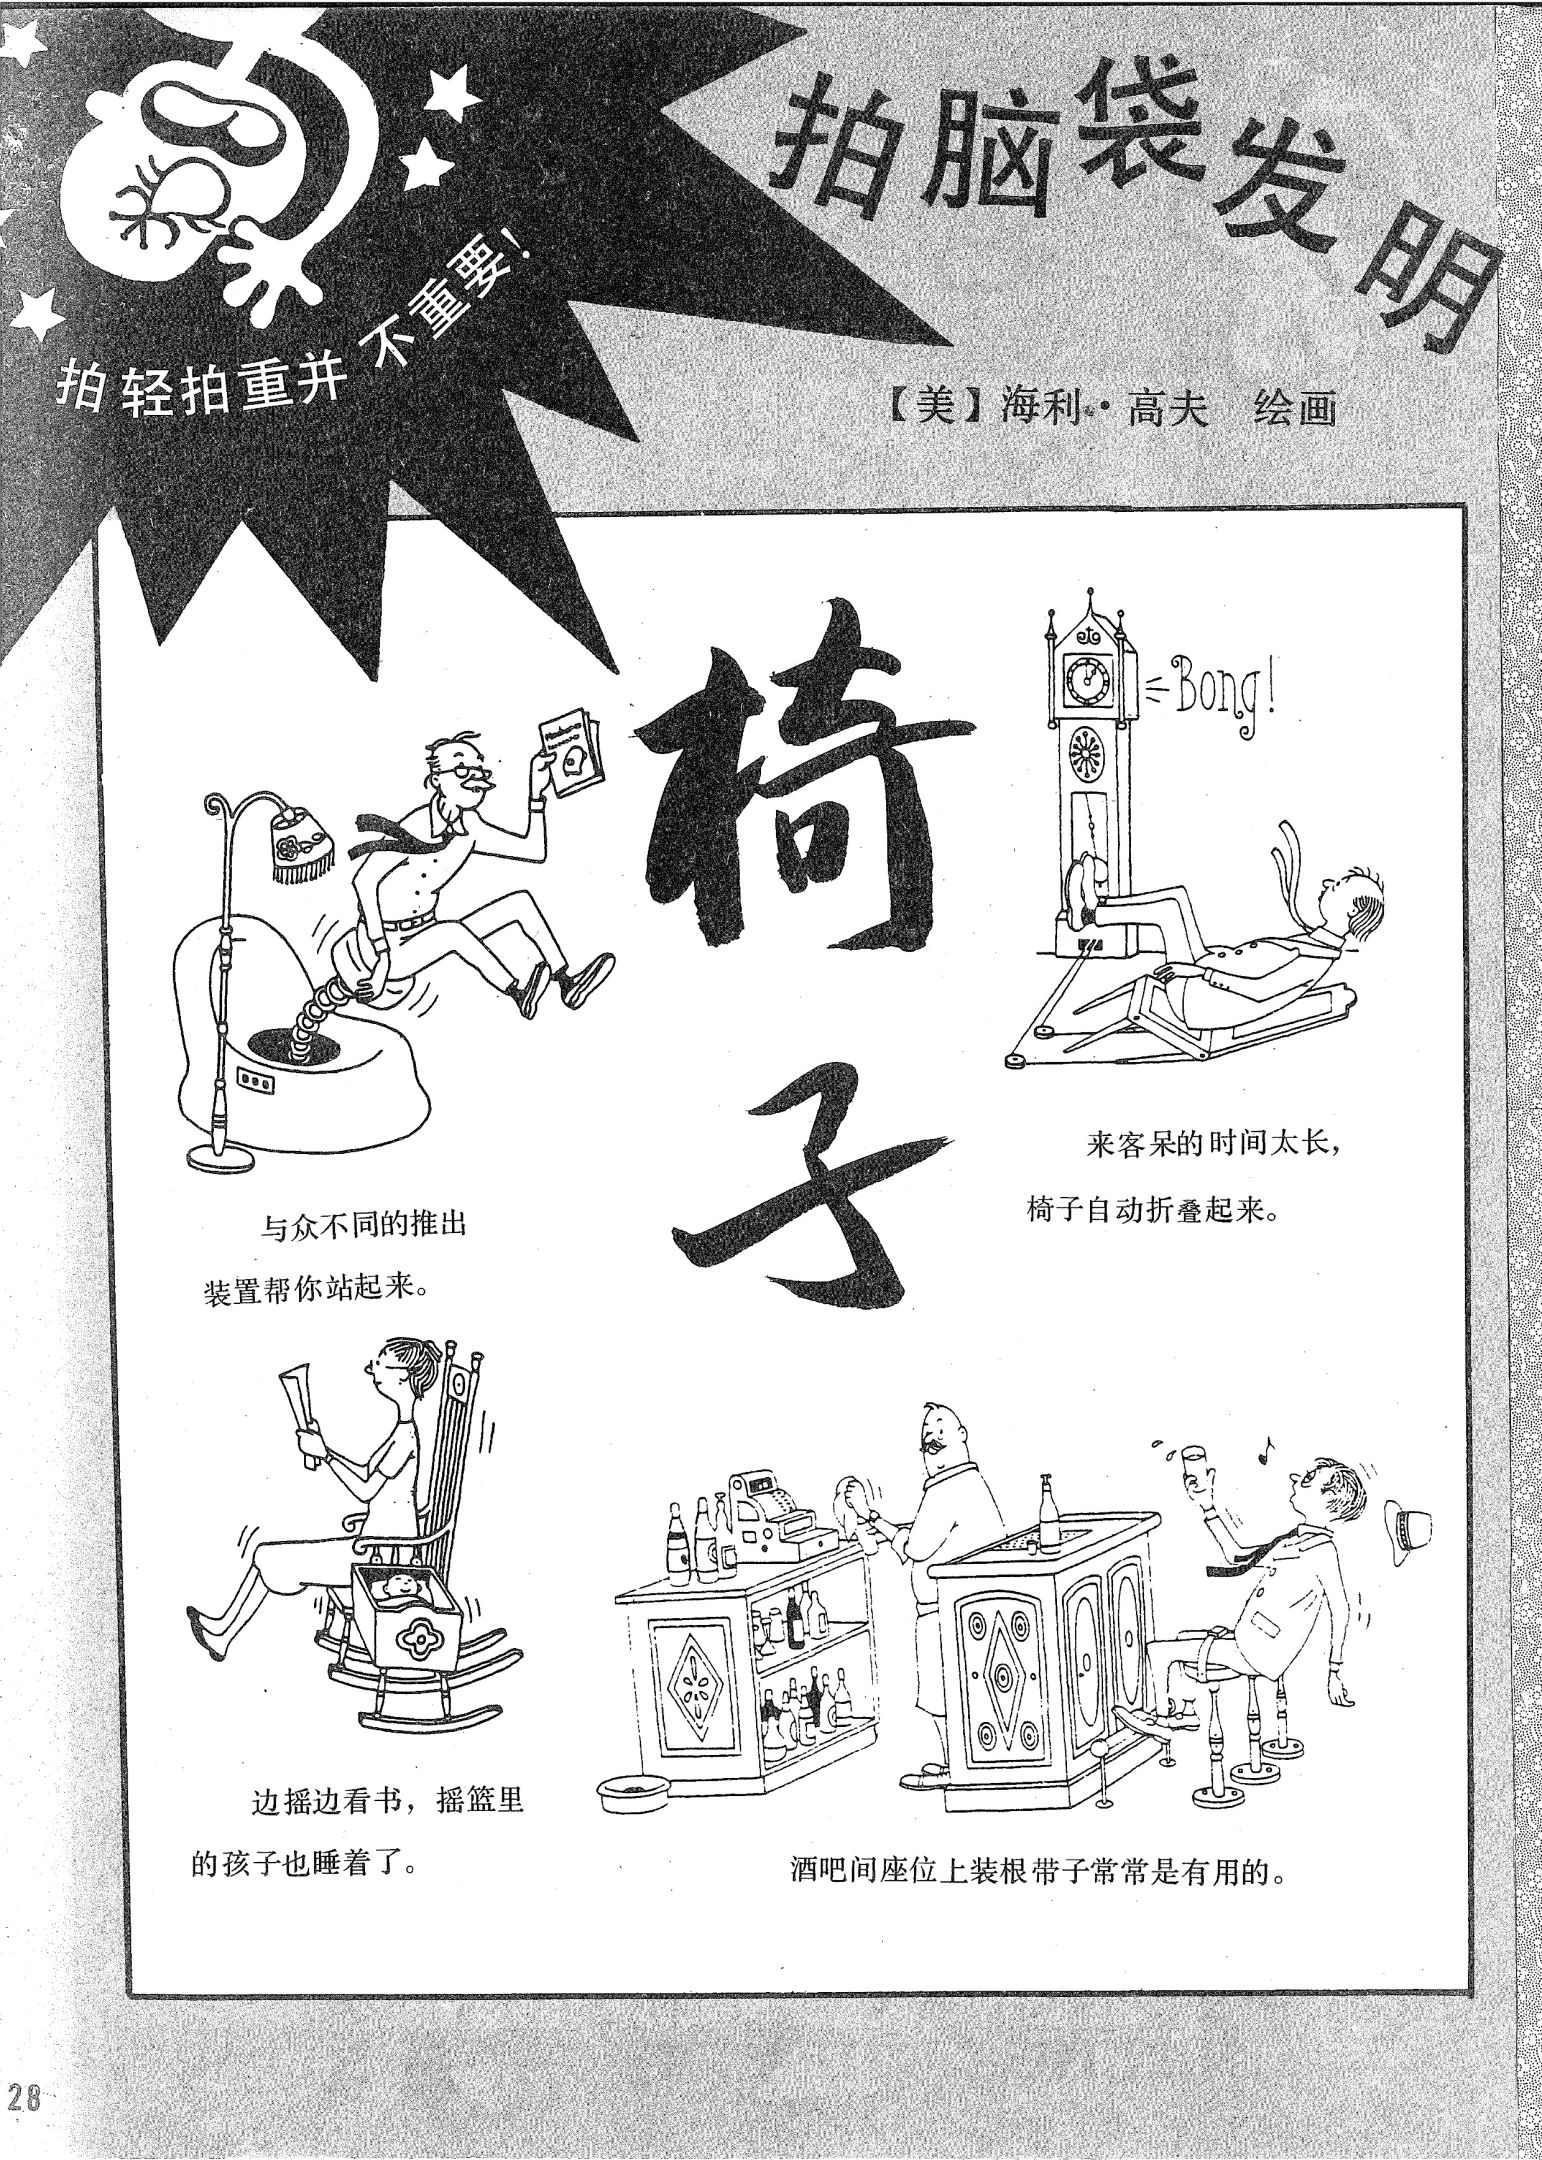 拍脑袋发明
拍轻拍重并不重要！
【美】海利·高夫 绘画
椅子
Bong!
与众不同的推出
装置帮你站起来。
来客呆的时间太长，
椅子自动折叠起来。
边摇边看书，摇篮里
的孩子也睡着了。
酒吧间座位上装根带子常常是有用的。
28